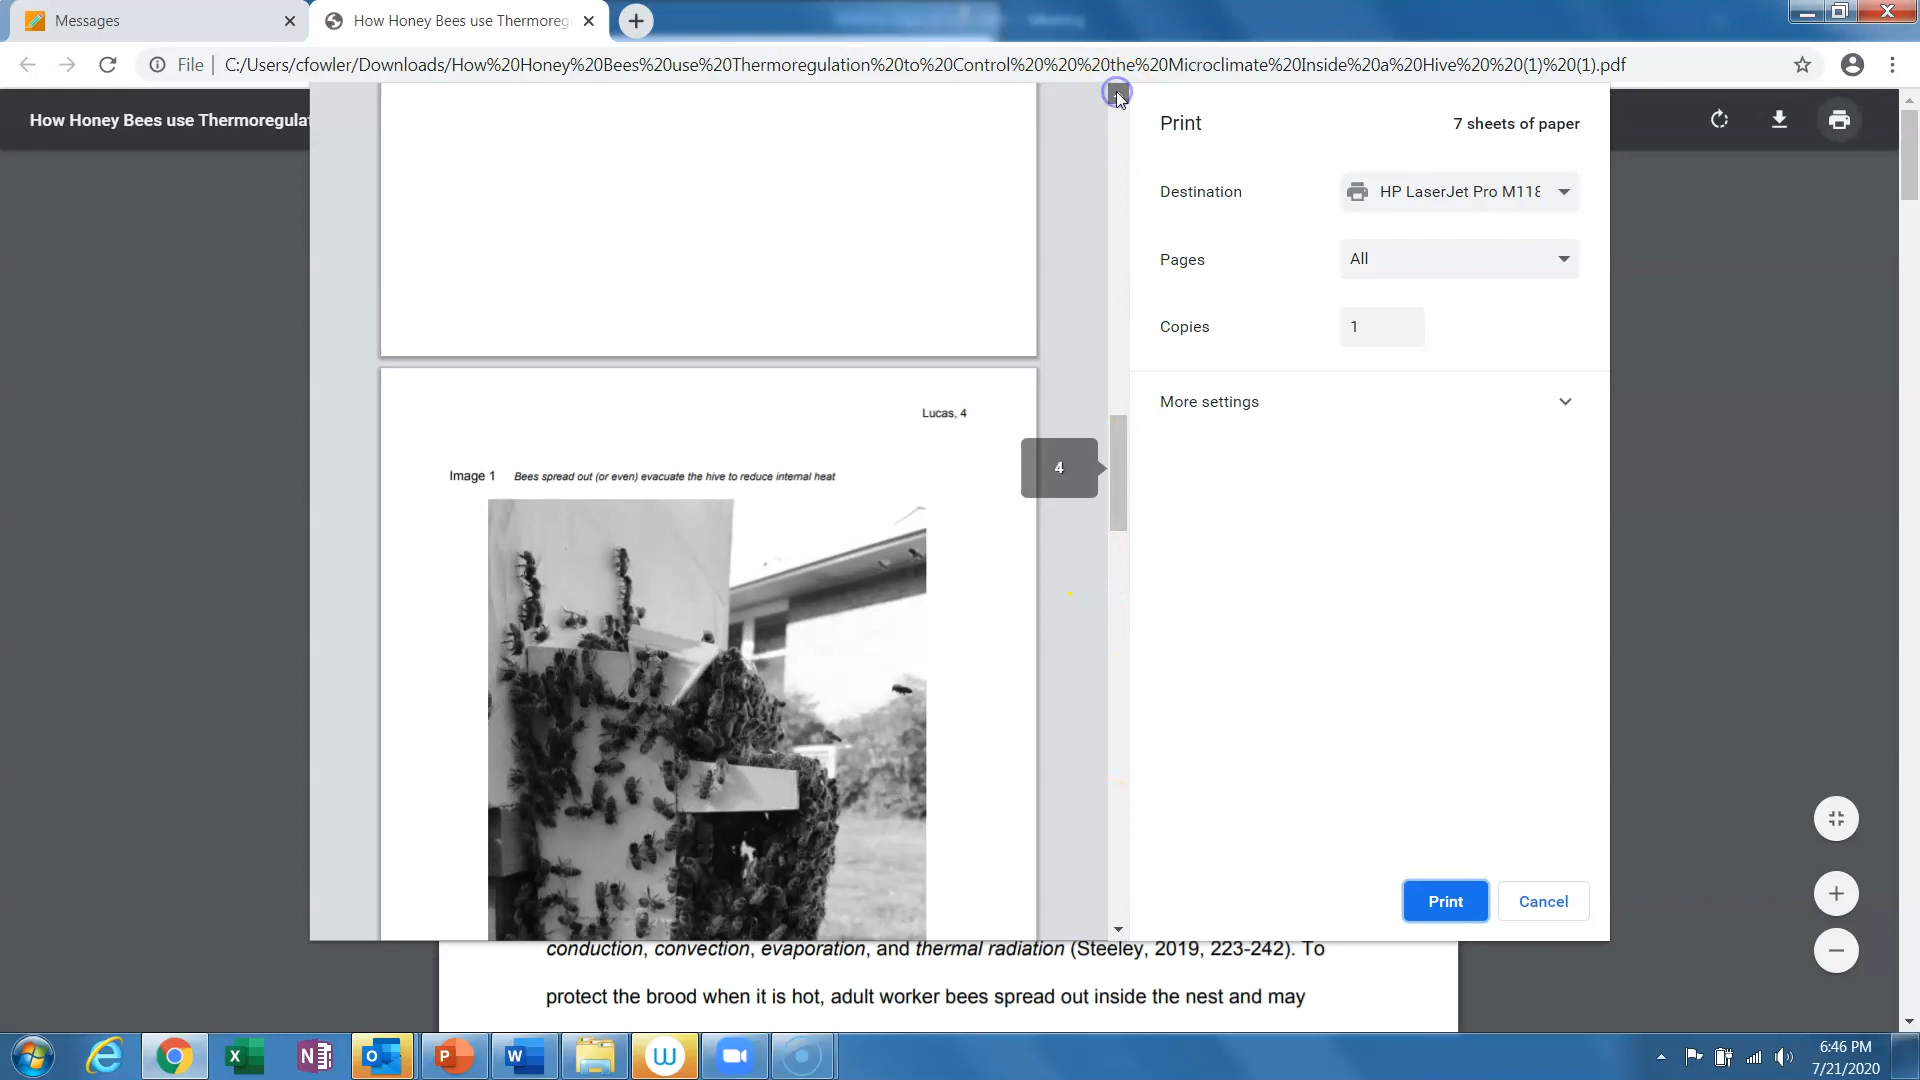 Messages
How Honey Bees use Thermoreg
File
C:/Users/cfowler/Downloads/How%20Honey%20Bees%20use%20Thermoregulation%20to%20Control%20%20%20the%20Microclimate%20Inside%20a%20Hive%20%20(1)%20(1).pdf
How Honey Bees use Thermoregulat
Print
7 sheets of paper
Destination
HP LaserJet Pro M118
Pages
All
Copies
1
More settings
Lucas, 4
4
Image 1 Bees spread out (or even) evacuate the hive to reduce internal heat
Print
Cancel
conduction, convection, evaporation, and thermal radiation (Steeley, 2019, 223-242). To
protect the brood when it is hot, adult worker bees spread out inside the nest and may
6:46 PM
7/21/2020